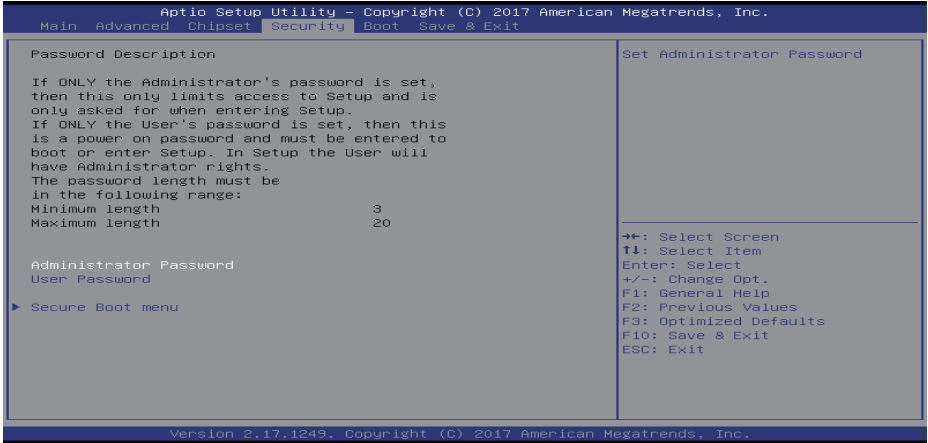 Aptio Setup Utility – Copyright (C) 2017 American Megatrends, Inc.
Main Advanced Chipset Security Boot Save & Exit
Password Description
If ONLY the Administrator's password is set,
then this only limits access to Setup and is
only asked for when entering Setup.
If ONLY the User's password is set, then this
is a power on password and must be entered to
boot or enter Setup. In Setup the User will
have Administrator rights.
The password length must be
in the following range:
Minimum length 3
Maximum length 20
Administrator Password
User Password
▶ Secure Boot menu
Set Administrator Password
→←: Select Screen
↑↓: Select Item
Enter: Select
+/-: Change Opt.
F1: General Help
F2: Previous Values
F3: Optimized Defaults
F10: Save & Exit
ESC: Exit
Version 2.17.1249. Copyright (C) 2017 American Megatrends, Inc.